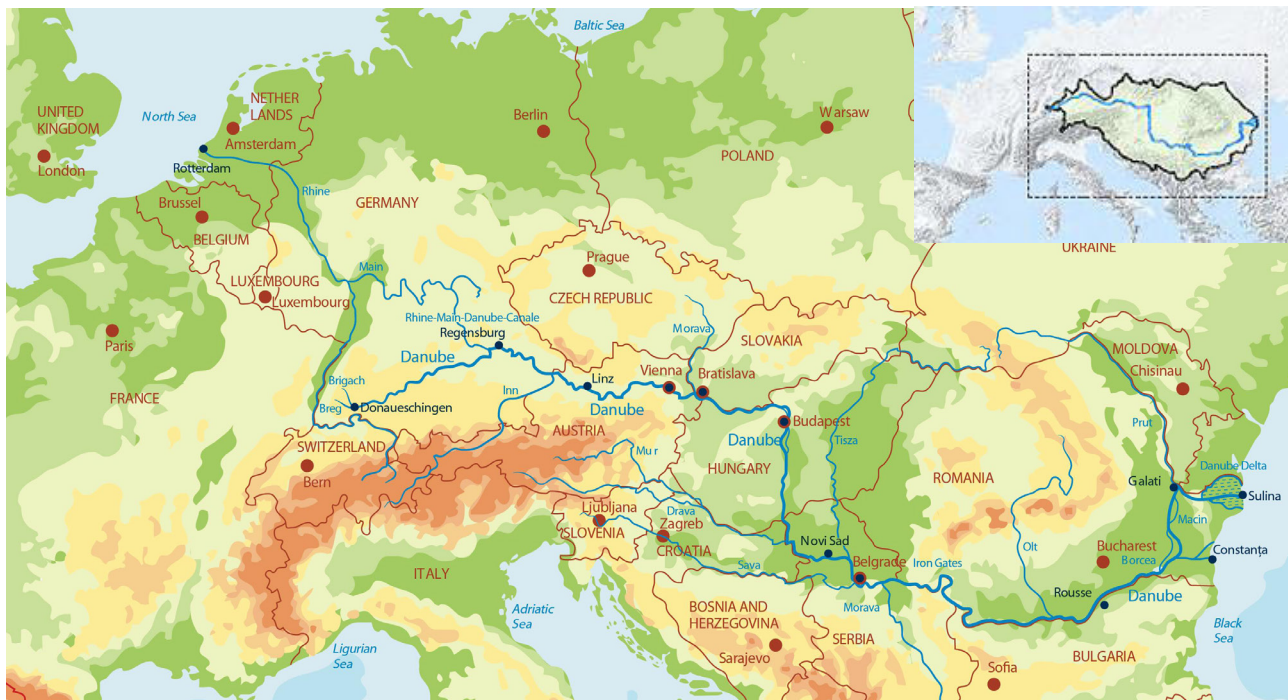 Baltic Sea
UNITED
KINGDOM
London
North Sea
NETHER
LANDS
Amsterdam
Rotterdam
Berlin
Warsaw
POLAND
Rhine
Brussel
BELGIUM
GERMANY
LUXEMBOURG
Luxembourg
Main
Prague
CZECH REPUBLIC
UKRAINE
Paris
Rhine-Main-Danube-Canale
Regensburg
Danube
Morava
SLOVAKIA
MOLDOVA
Chisinau
FRANCE
Brigach
Breg
Donaueschingen
Inn
Linz
Danube
Vienna
Bratislava
Budapest
Danube
Tisza
Prut
SWITZERLAND
Bern
AUSTRIA
Mur
HUNGARY
ROMANIA
Danube Delta
Galati
Sulina
Ljubljana
SLOVENIA
Drava
Zagreb
CROATIA
Novi Sad
Macin
Olt
Bucharest
Borcea
Constanța
ITALY
Sava
Belgrade
Iron Gates
Morava
Rousse
Danube
Adriatic
Sea
BOSNIA AND
HERZEGOVINA
Sarajevo
SERBIA
Black
Sea
Ligurian
Sea
Sofia
BULGARIA